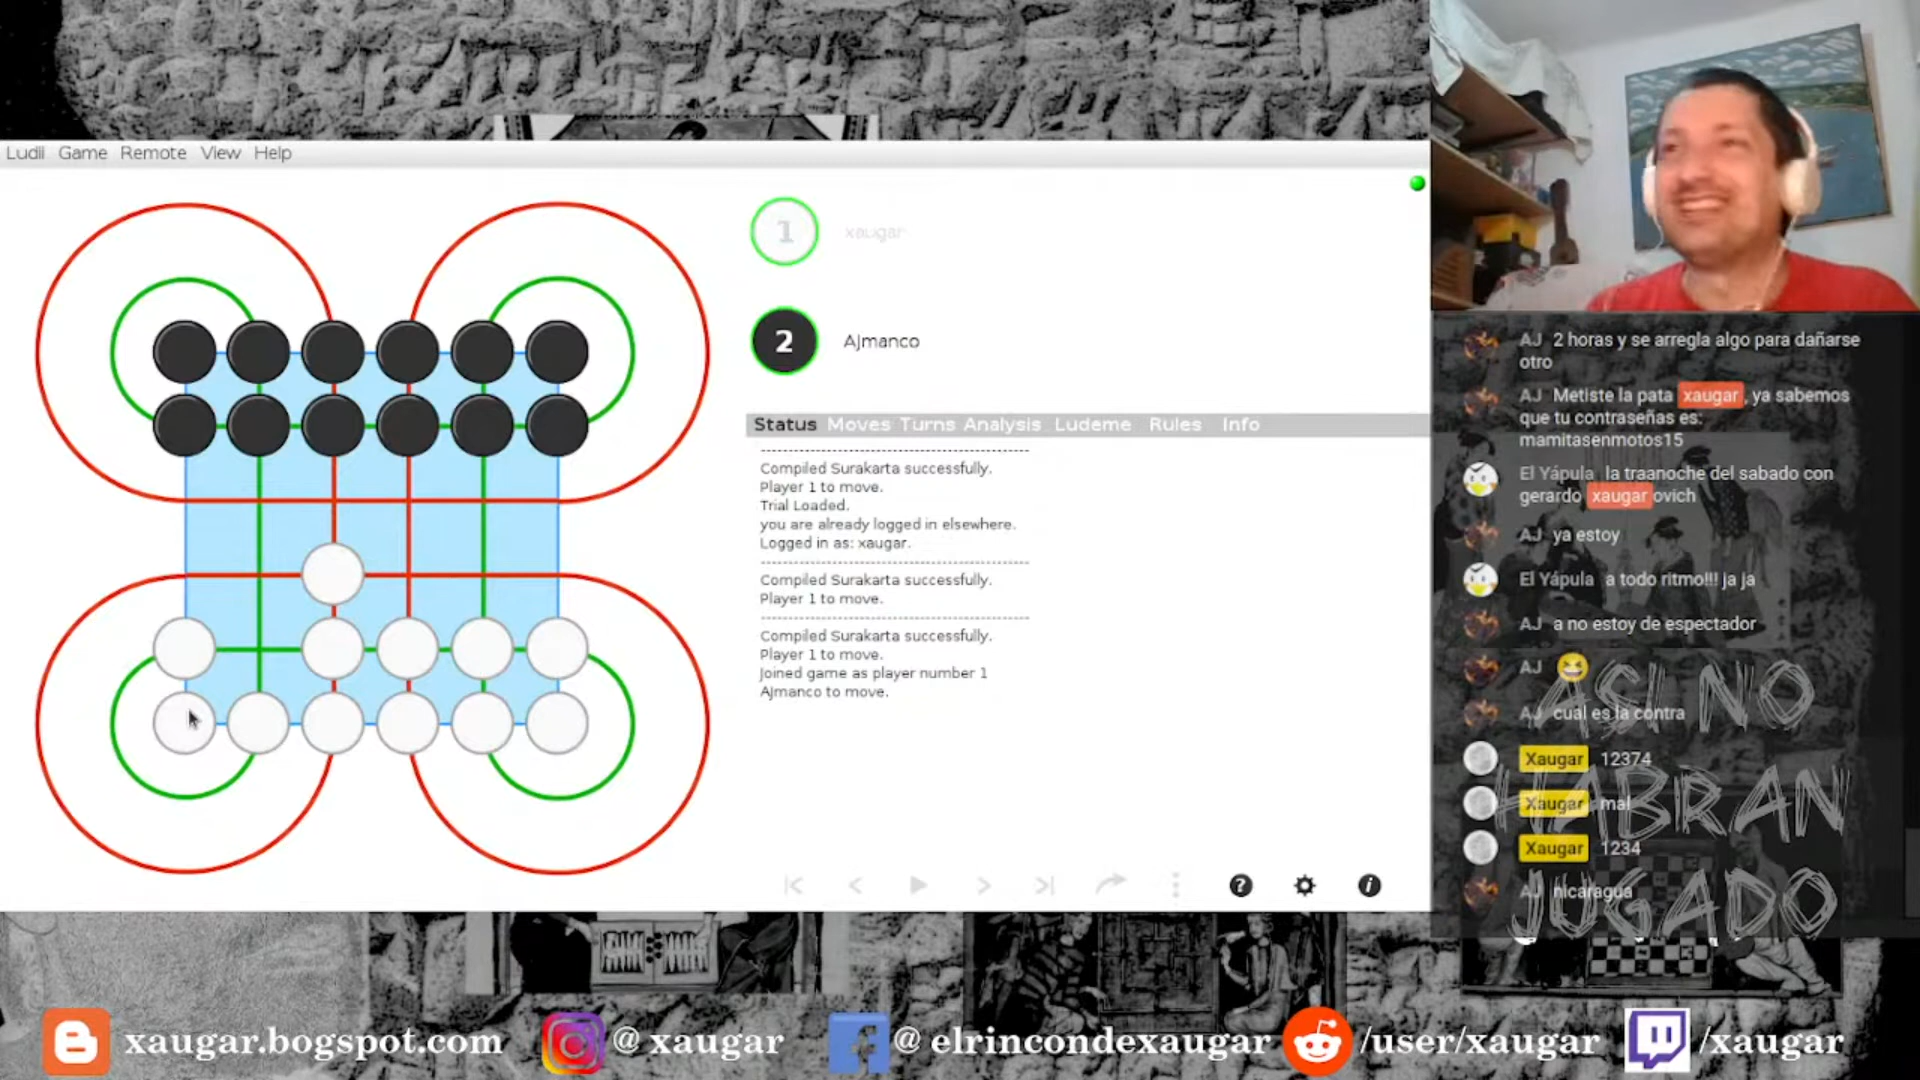 Ludii Game Remote View Help
1 xaugar
2 AJmanco
Status Moves Turns Analysis Ludeme Rules Info
Compiled Surakarta successfully.
Player 1 to move.
Trial Loaded.
you are already logged in elsewhere.
Logged in as: xaugar.
Compiled Surakarta successfully.
Player 1 to move.
Compiled Surakarta successfully.
Player 1 to move.
Joined game as player number 1
AJmanco to move.
AJ 2 horas y se arregla algo para dañarse
otro
AJ Metiste la pata xaugar , ya sabemos
que tu contraseñas es:
mamitasenmotos15
El Yápula la traanoche del sabado con
gerardo xaugar ovich
AJ ya estoy
El Yápula a todo ritmo!!! ja ja
AJ a no estoy de espectador
AJ 😆
AJ cual es la contra
Xaugar 12374
Xaugar mal
Xaugar 1234
AJ nicaragua
ASI NO
HABRAN
JUGADO
xaugar.bogspot.com @ xaugar @ elrincondexaugar /user/xaugar /xaugar